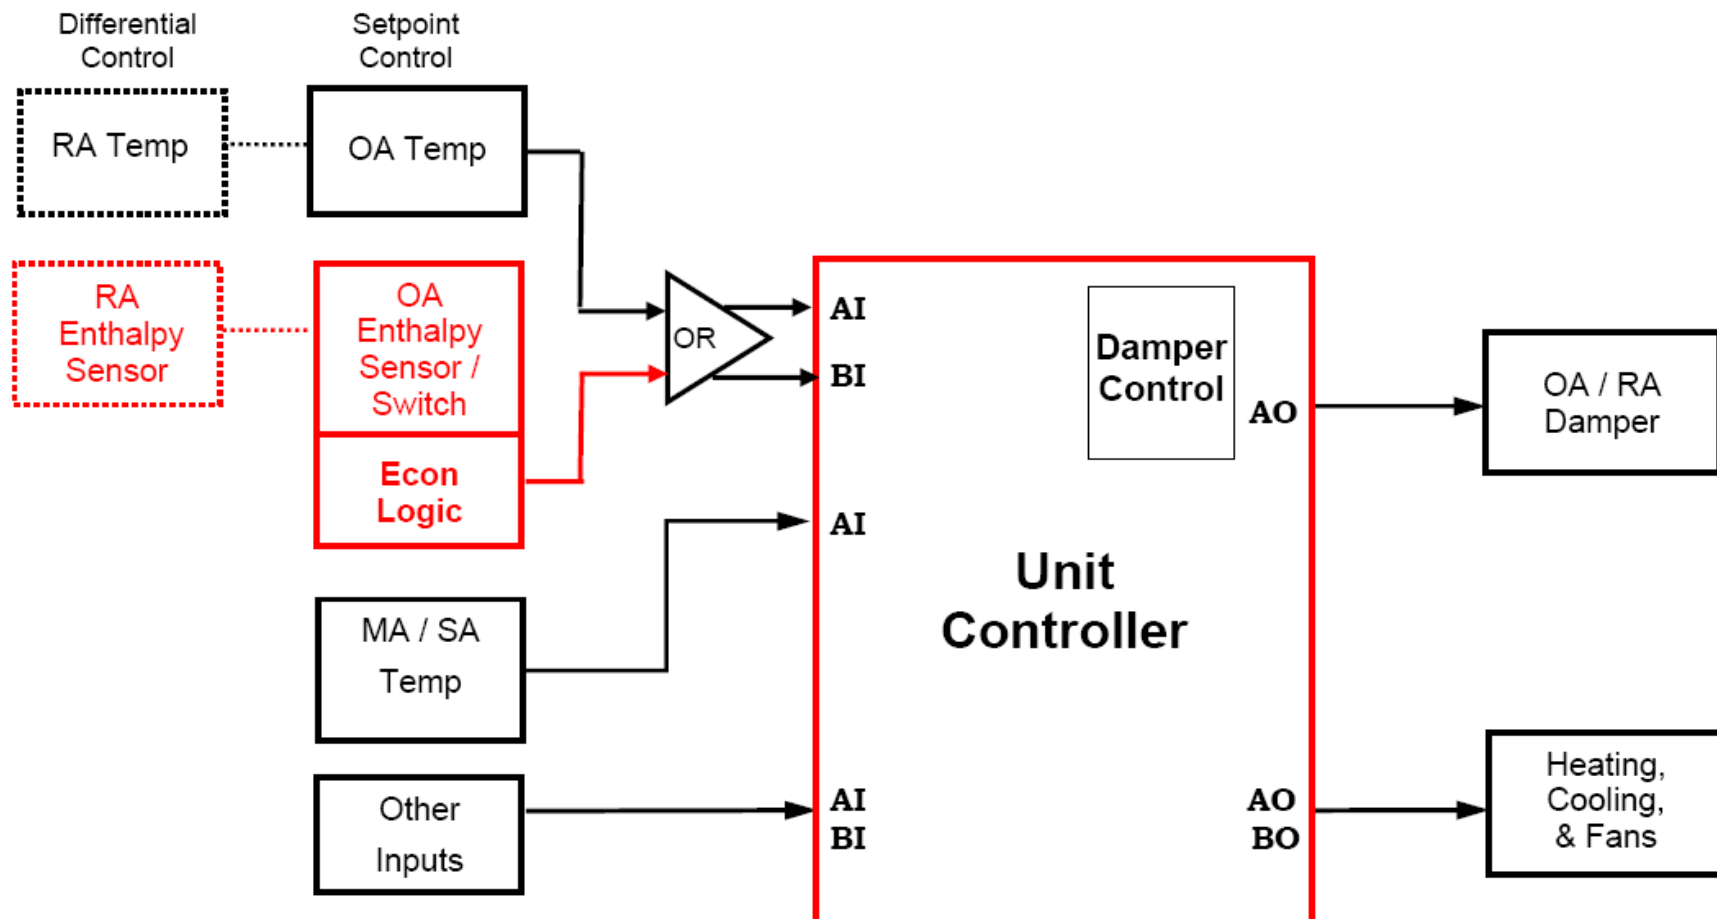 Differential
Control
Setpoint
Control
RA Temp
OA Temp
RA
Enthalpy
Sensor
OA
Enthalpy
Sensor /
Switch
Econ
Logic
OR
AI
BI
Damper
Control
AO
OA / RA
Damper
AI
Unit
Controller
MA / SA
Temp
Other
Inputs
AI
BI
AO
BO
Heating,
Cooling,
& Fans